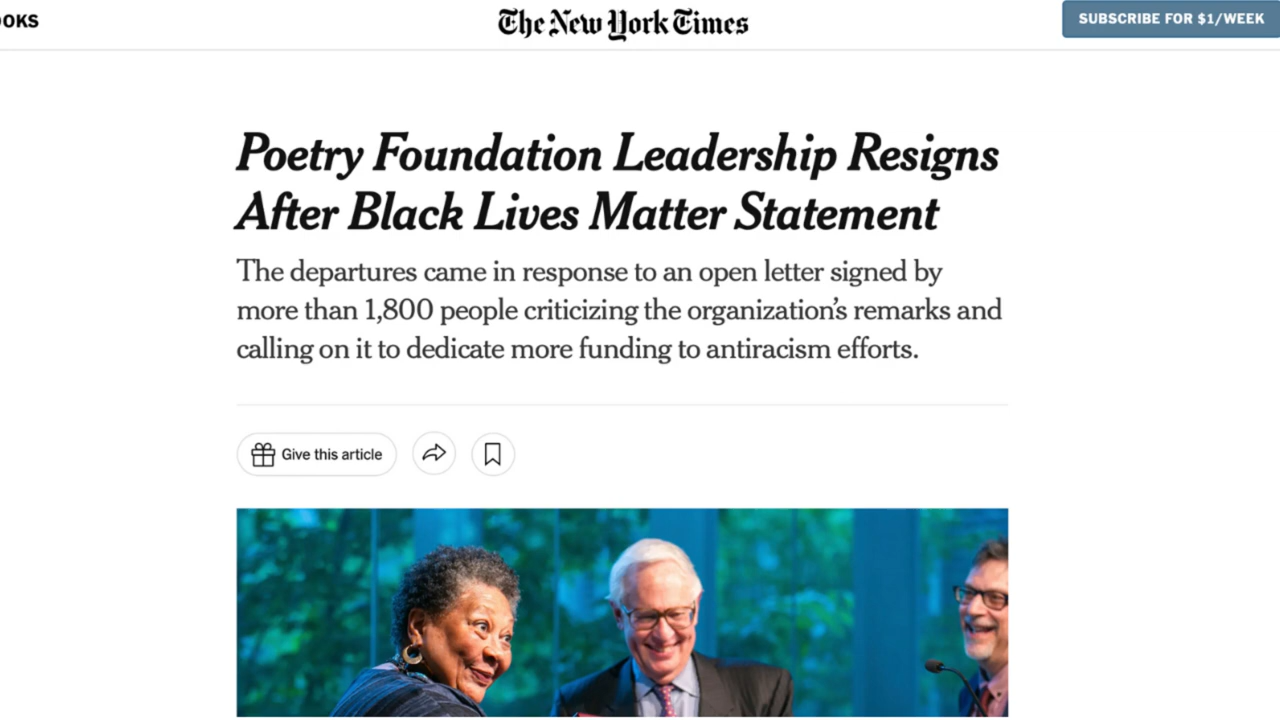 OKS
The New York Times
SUBSCRIBE FOR $1/WEEK
Poetry Foundation Leadership Resigns
After Black Lives Matter Statement
The departures came in response to an open letter signed by
more than 1,800 people criticizing the organization’s remarks and
calling on it to dedicate more funding to antiracism efforts.
Give this article